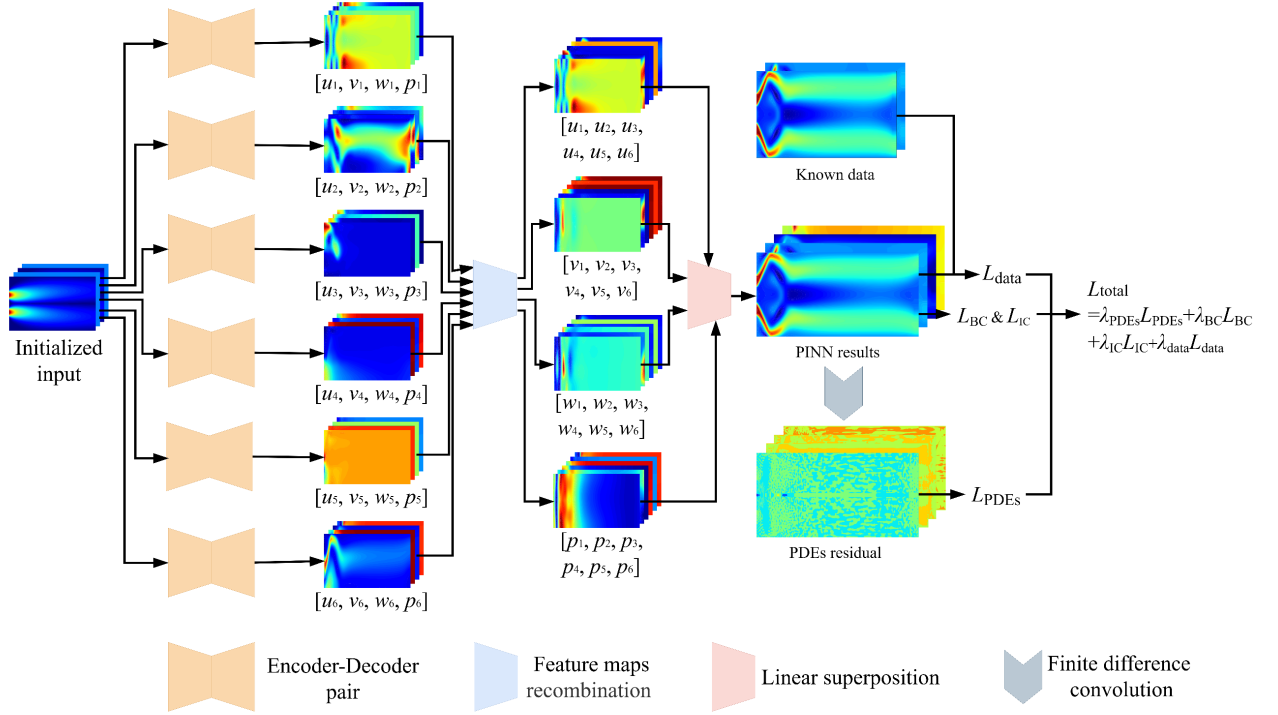 Initialized
input
[u₁, v₁, w₁, p₁]
[u₂, v₂, w₂, p₂]
[u₃, v₃, w₃, p₃]
[u₄, v₄, w₄, p₄]
[u₅, v₅, w₅, p₅]
[u₆, v₆, w₆, p₆]
[u₁, u₂, u₃,
u₄, u₅, u₆]
[v₁, v₂, v₃,
v₄, v₅, v₆]
[w₁, w₂, w₃,
w₄, w₅, w₆]
[p₁, p₂, p₃,
p₄, p₅, p₆]
Known data
PINN results
PDEs residual
Ldata
LBC & LIC
LPDEs
Ltotal
=λPDEsLPDEs+λBCLBC
+λICLIC+λdataLdata
Encoder-Decoder
pair
Feature maps
recombination
Linear superposition
Finite difference
convolution